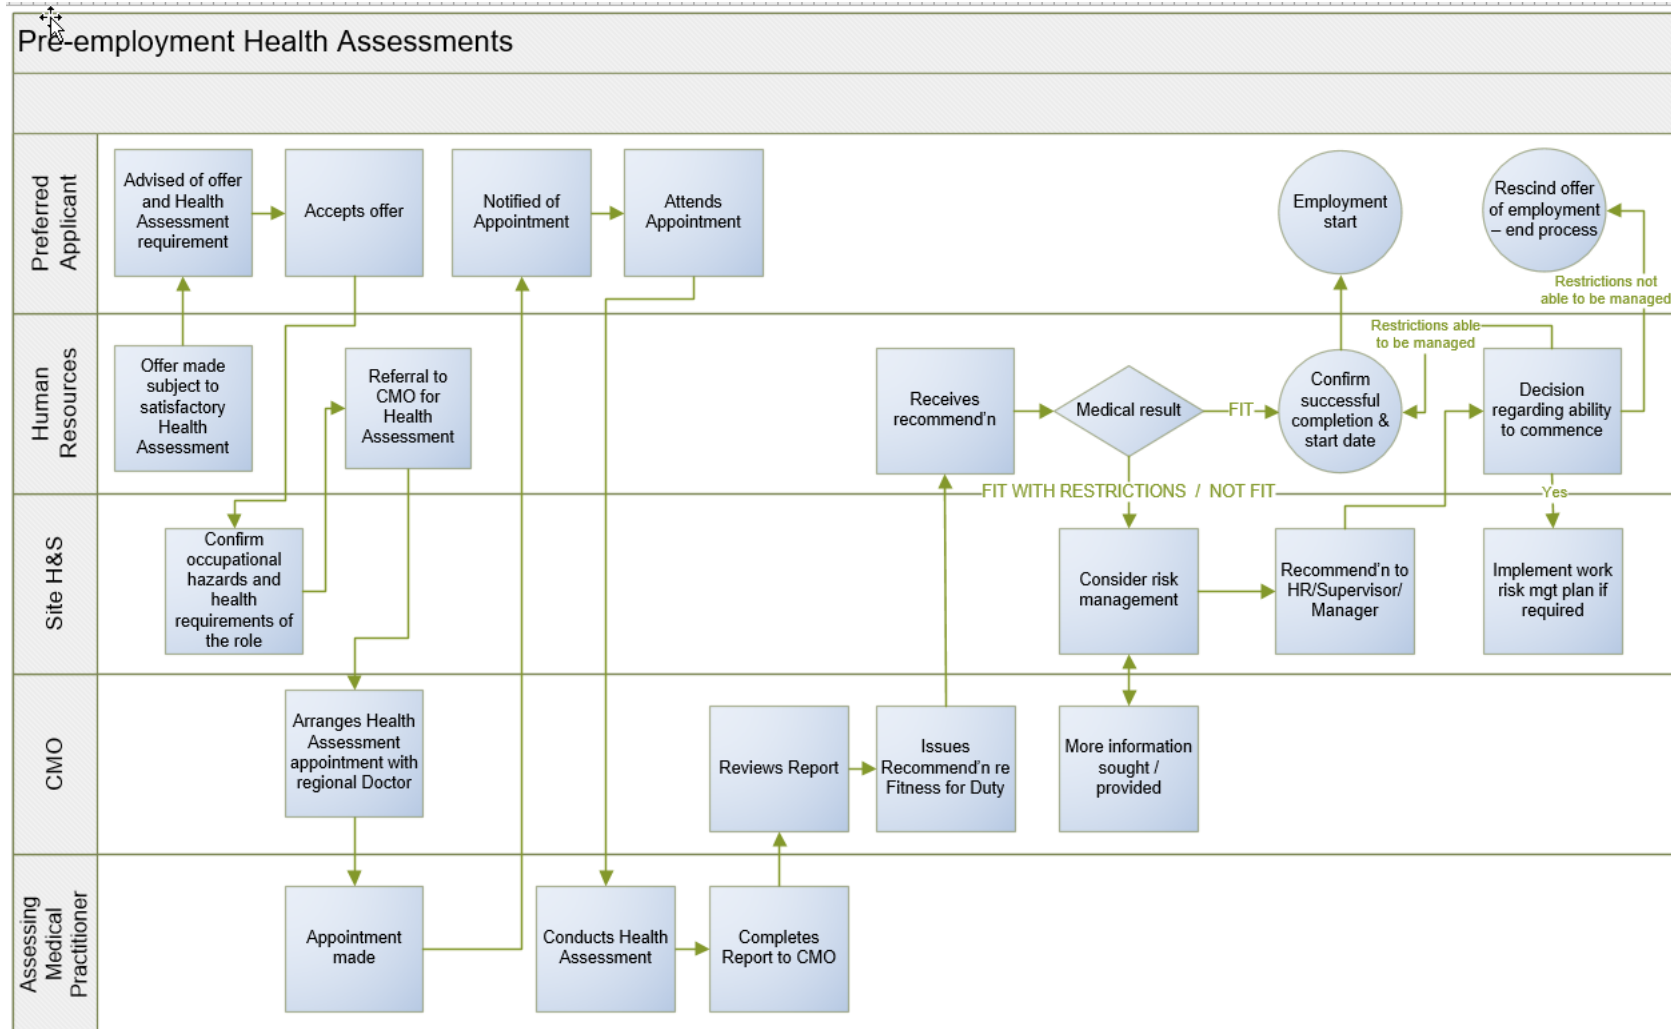 Pre-employment Health Assessments
Preferred
Applicant
Advised of offer
and Health
Assessment
requirement
Accepts offer
Notified of
Appointment
Attends
Appointment
Employment
start
Rescind offer
of employment
– end process
Restrictions not
able to be managed
Human
Resources
Offer made
subject to
satisfactory
Health
Assessment
Referral to
CMO for
Health
Assessment
Receives
recommend'n
Medical result
FIT
Confirm
successful
completion &
start date
Restrictions able
to be managed
Decision
regarding ability
to commence
FIT WITH RESTRICTIONS / NOT FIT
Yes
Site H&S
Confirm
occupational
hazards and
health
requirements of
the role
Consider risk
management
Recommend'n to
HR/Supervisor/
Manager
Implement work
risk mgt plan if
required
CMO
Arranges Health
Assessment
appointment with
regional Doctor
Reviews Report
Issues
Recommend'n re
Fitness for Duty
More information
sought /
provided
Assessing
Medical
Practitioner
Appointment
made
Conducts Health
Assessment
Completes
Report to CMO